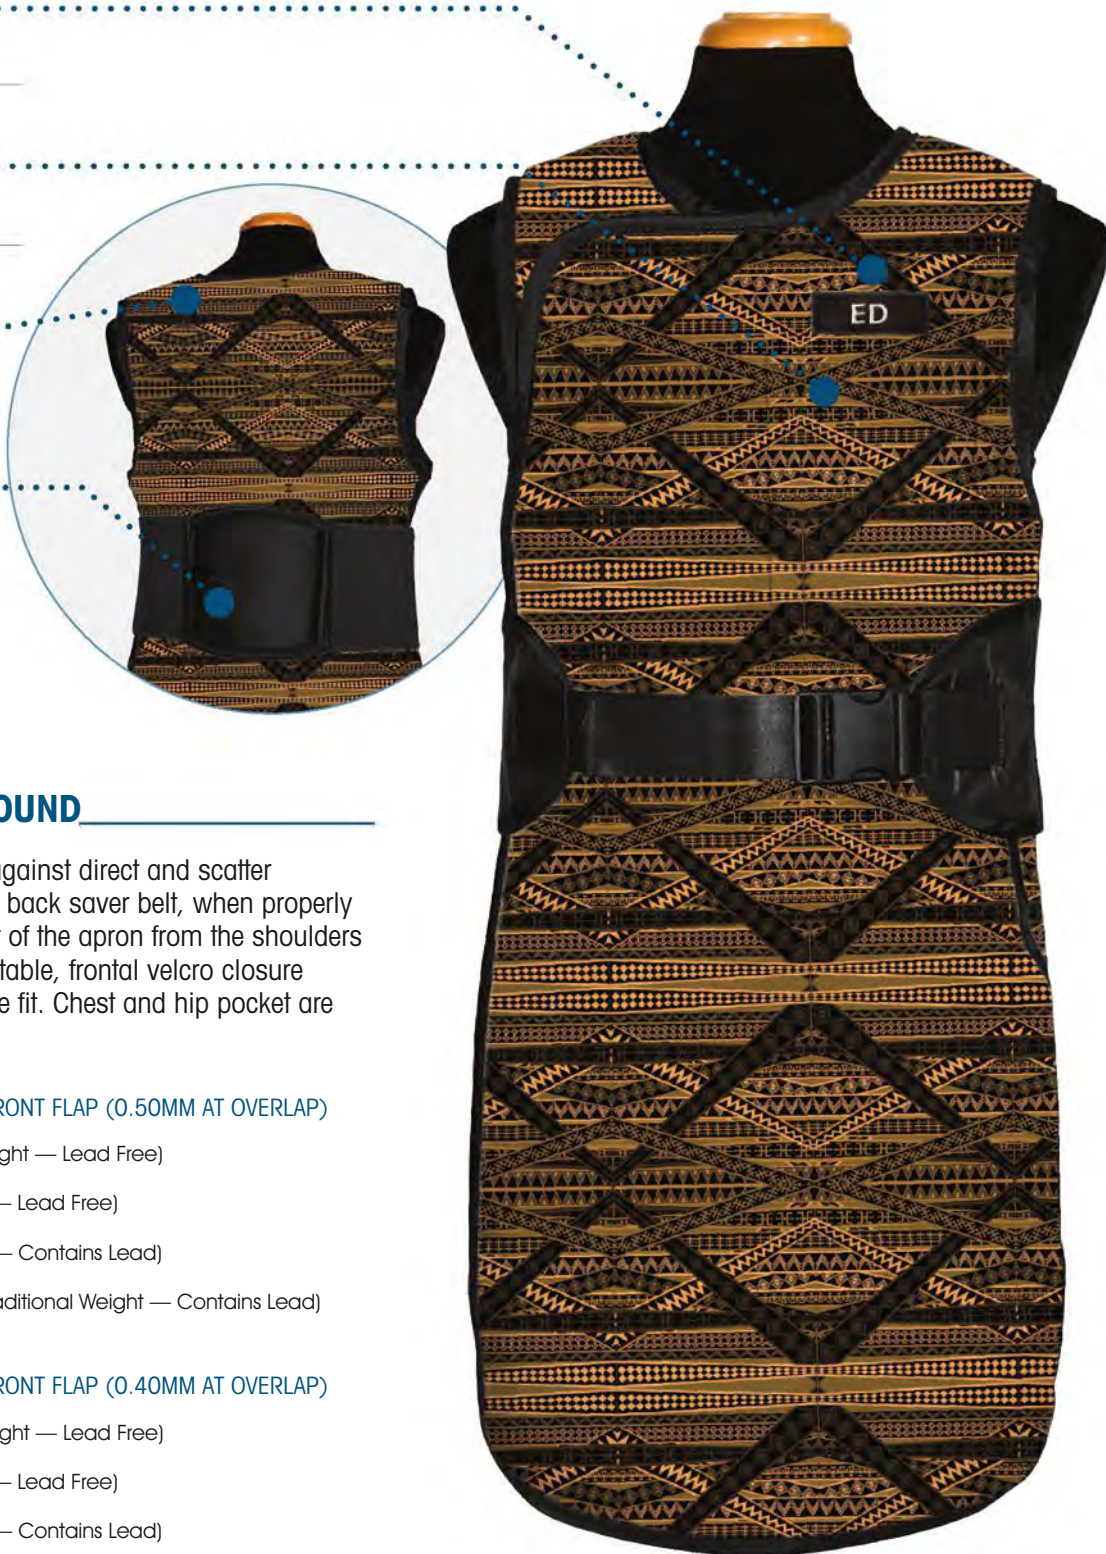 ED
OUND
against direct and scatter
back saver belt, when properly
of the apron from the shoulders
table, frontal velcro closure
e fit. Chest and hip pocket are
RONT FLAP (0.50MM AT OVERLAP)
ght — Lead Free)
— Lead Free)
— Contains Lead)
aditional Weight — Contains Lead)
RONT FLAP (0.40MM AT OVERLAP)
ght — Lead Free)
— Lead Free)
— Contains Lead)